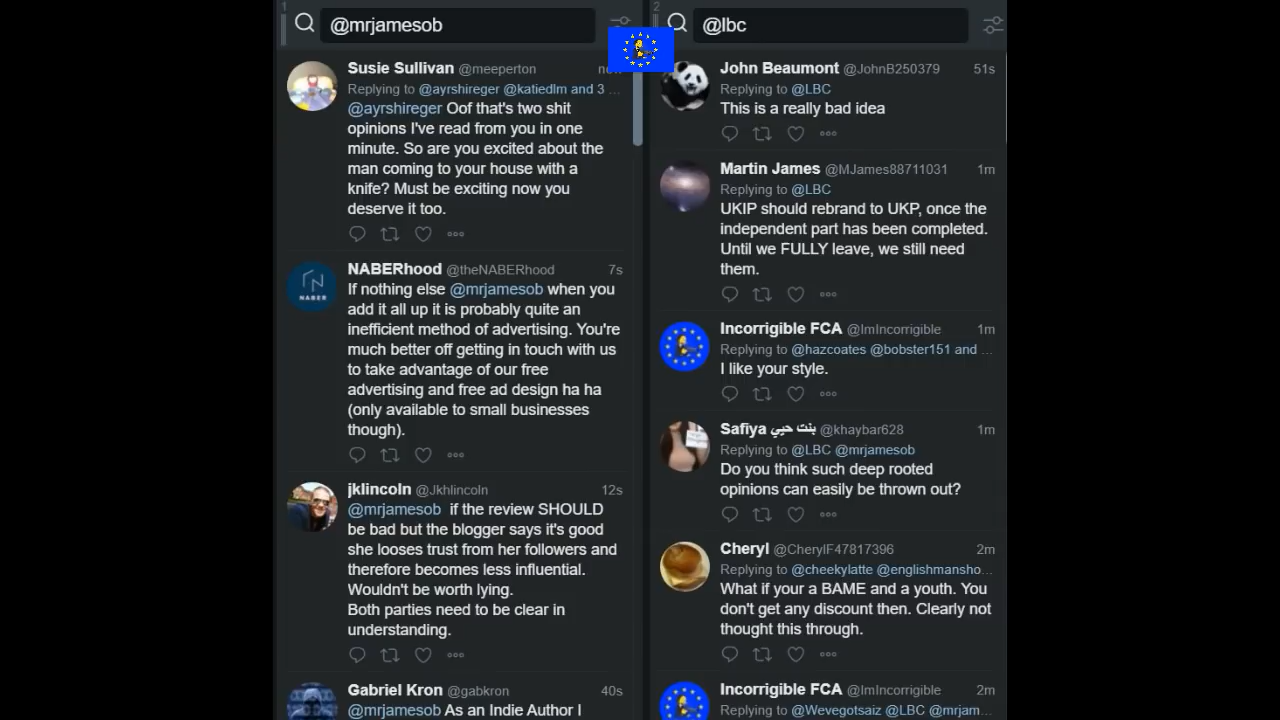 1
@mrjamesob
Susie Sullivan @meeperton now
Replying to @ayrshireger @katiedlm and 3 ...
@ayrshireger Oof that's two shit
opinions I've read from you in one
minute. So are you excited about the
man coming to your house with a
knife? Must be exciting now you
deserve it too.
NABERhood @theNABERhood 7s
NABER
If nothing else @mrjamesob when you
add it all up it is probably quite an
inefficient method of advertising. You're
much better off getting in touch with us
to take advantage of our free
advertising and free ad design ha ha
(only available to small businesses
though).
jklincoln @Jkhlincoln 12s
@mrjamesob if the review SHOULD
be bad but the blogger says it's good
she looses trust from her followers and
therefore becomes less influential.
Wouldn't be worth lying.
Both parties need to be clear in
understanding.
Gabriel Kron @gabkron 40s
@mrjamesob As an Indie Author I
2
@lbc
John Beaumont @JohnB250379 51s
Replying to @LBC
This is a really bad idea
Martin James @MJames88711031 1m
Replying to @LBC
UKIP should rebrand to UKP, once the
independent part has been completed.
Until we FULLY leave, we still need
them.
Incorrigible FCA @ImIncorrigible 1m
Replying to @hazcoates @bobster151 and ...
I like your style.
Safīya بنت حيي @khaybar628 1m
Replying to @LBC @mrjamesob
Do you think such deep rooted
opinions can easily be thrown out?
Cheryl @CherylF47817396 2m
Replying to @cheekylatte @englishmansho...
What if your a BAME and a youth. You
don't get any discount then. Clearly not
thought this through.
Incorrigible FCA @ImIncorrigible 2m
Replying to @Wevegotsaiz @LBC @mrjam...